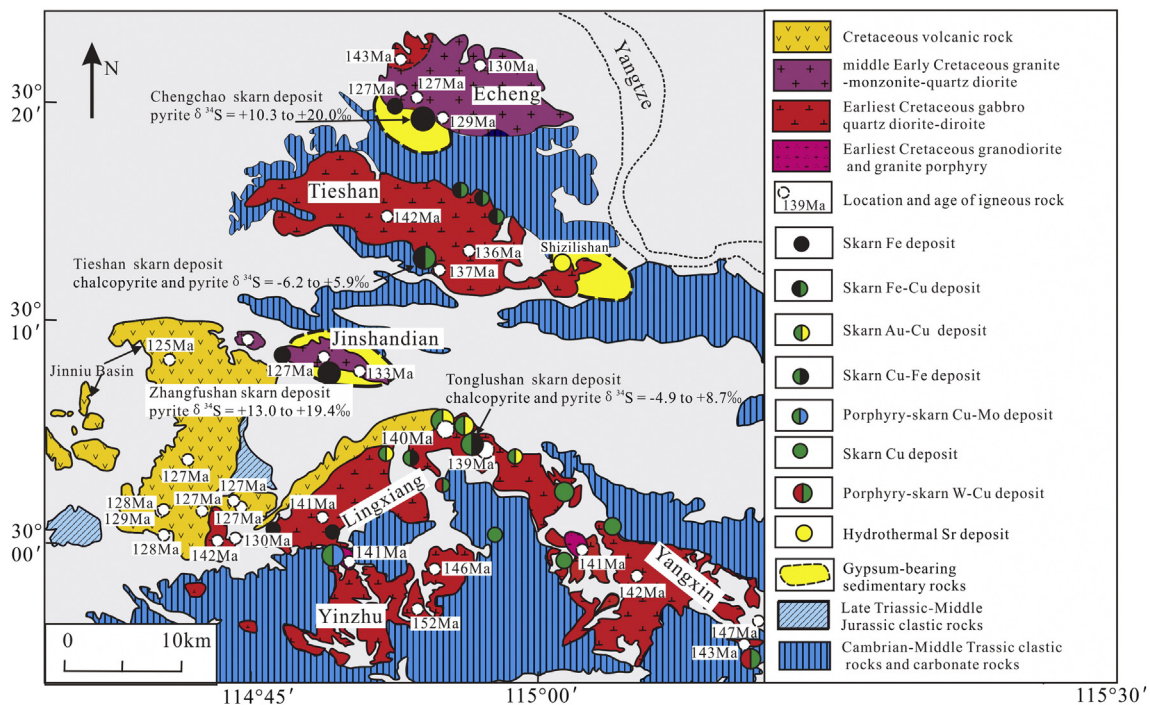 N
Yangtze
143Ma
130Ma
127Ma
127Ma
Echeng
129Ma
Chengchao skarn deposit
pyrite δ ³⁴S = +10.3 to +20.0‰
30°
20′
Tieshan
142Ma
136Ma
137Ma
Shizilishan
Tieshan skarn deposit
chalcopyrite and pyrite δ ³⁴S = -6.2 to +5.9‰
30°
10′
125Ma
Jinniu Basin
Jinshandian
127Ma
133Ma
Zhangfushan skarn deposit
pyrite δ ³⁴S = +13.0 to +19.4‰
Tonglushan skarn deposit
chalcopyrite and pyrite δ ³⁴S = -4.9 to +8.7‰
140Ma
139Ma
127Ma
127Ma
127Ma
128Ma
129Ma
127Ma
128Ma
142Ma
130Ma
141Ma
Lingxiang
30°
00′
141Ma
146Ma
Yinzhu
152Ma
141Ma
142Ma
Yangxin
147Ma
143Ma
0 10km
114°45′
115°00′
115°30′
Cretaceous volcanic rock
middle Early Cretaceous granite
-monzonite-quartz diorite
Earliest Cretaceous gabbro
quartz diorite-diroite
Earliest Cretaceous granodiorite
and granite porphyry
139Ma
Location and age of igneous rock
Skarn Fe deposit
Skarn Fe-Cu deposit
Skarn Au-Cu deposit
Skarn Cu-Fe deposit
Porphyry-skarn Cu-Mo deposit
Skarn Cu deposit
Porphyry-skarn W-Cu deposit
Hydrothermal Sr deposit
Gypsum-bearing
sedimentary rocks
Late Triassic-Middle
Jurassic clastic rocks
Cambrian-Middle Trassic clastic
rocks and carbonate rocks